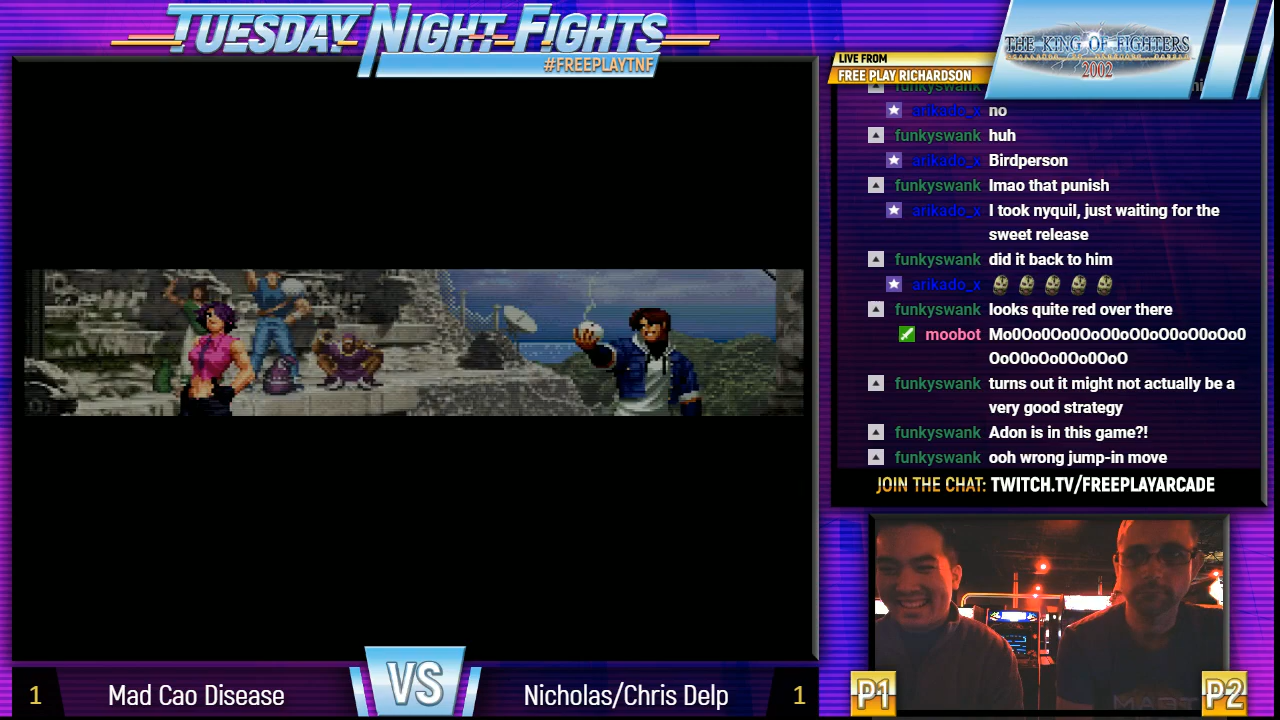 TUESDAY NIGHT FIGHTS
#FREEPLAYTNF
THE KING OF FIGHTERS
2002
LIVE FROM
FREE PLAY RICHARDSON
funkyswank
arikado_x no
funkyswank huh
arikado_x Birdperson
funkyswank lmao that punish
arikado_x I took nyquil, just waiting for the
sweet release
funkyswank did it back to him
arikado_x
funkyswank looks quite red over there
moobot Mo0Oo0Oo0Oo0Oo0Oo0Oo0Oo0
Oo0Oo0Oo0Oo0Oo0
funkyswank turns out it might not actually be a
very good strategy
funkyswank Adon is in this game?!
funkyswank ooh wrong jump-in move
JOIN THE CHAT: TWITCH.TV/FREEPLAYARCADE
1 Mad Cao Disease VS Nicholas/Chris Delp 1
P1 P2